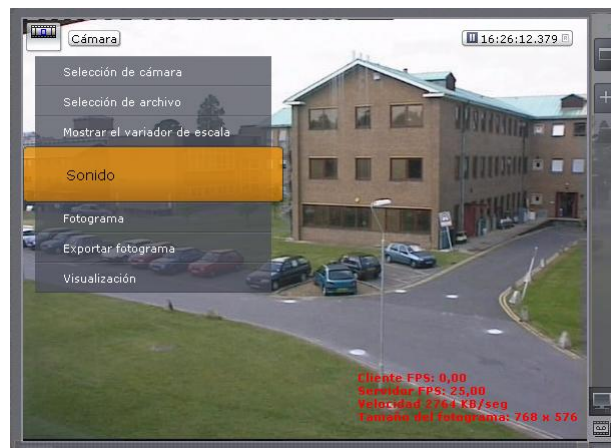 Cámara
16:26:12.379
Selección de cámara
Selección de archivo
Mostrar el variador de escala
Sonido
Fotograma
Exportar fotograma
Visualización
Cliente FPS: 0,00
Servidor FPS: 25,00
Velocidad 2764 KB/seg
Tamaño del fotograma: 768 x 576